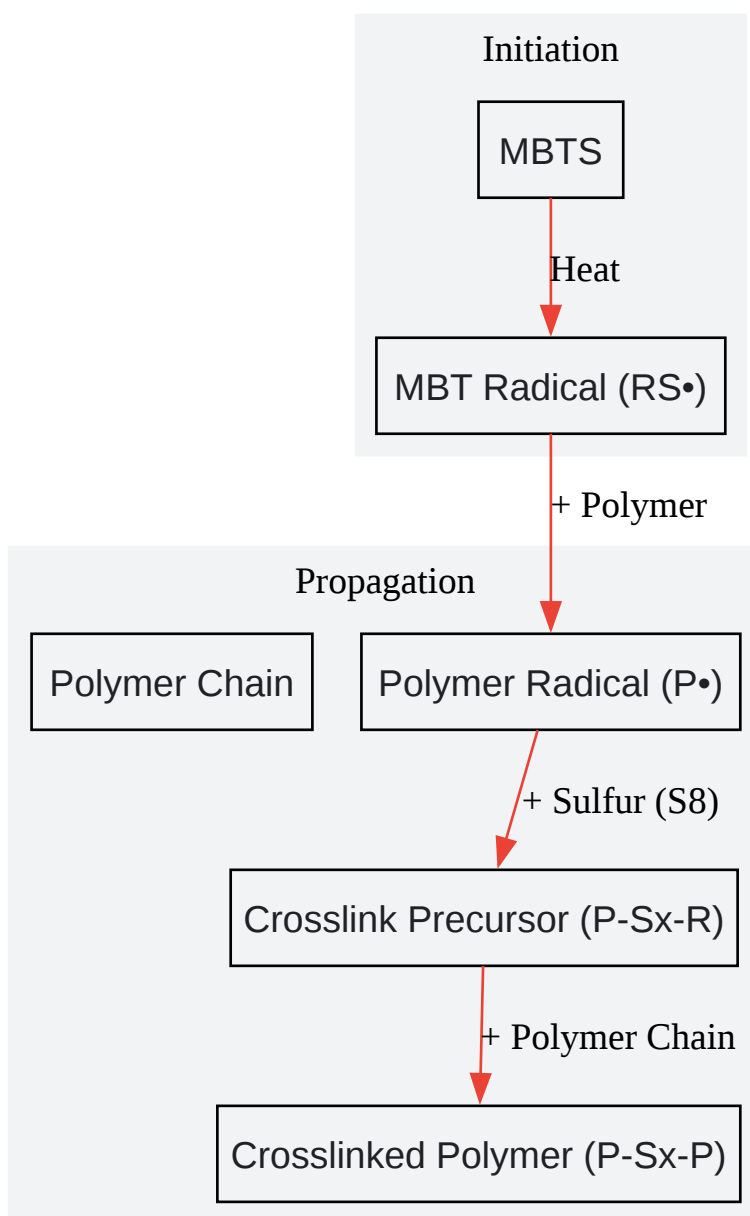 Initiation
MBTS
Heat
MBT Radical (RS•)
+ Polymer
Propagation
Polymer Chain
Polymer Radical (P•)
+ Sulfur (S8)
Crosslink Precursor (P-Sx-R)
+ Polymer Chain
Crosslinked Polymer (P-Sx-P)